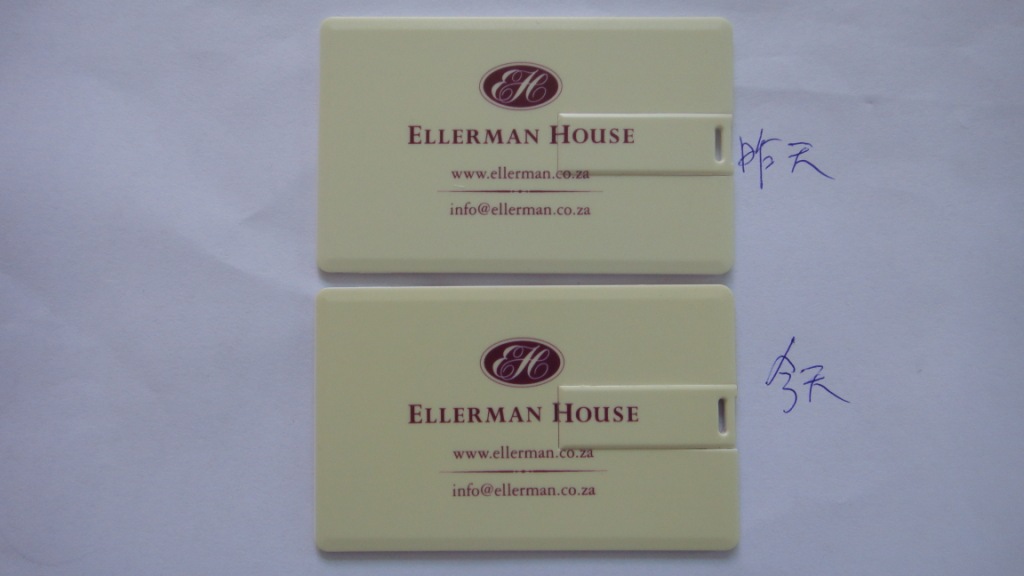 EH
ELLERMAN HOUSE
www.ellerman.co.za
info@ellerman.co.za
昨天
EH
ELLERMAN HOUSE
www.ellerman.co.za
info@ellerman.co.za
今天